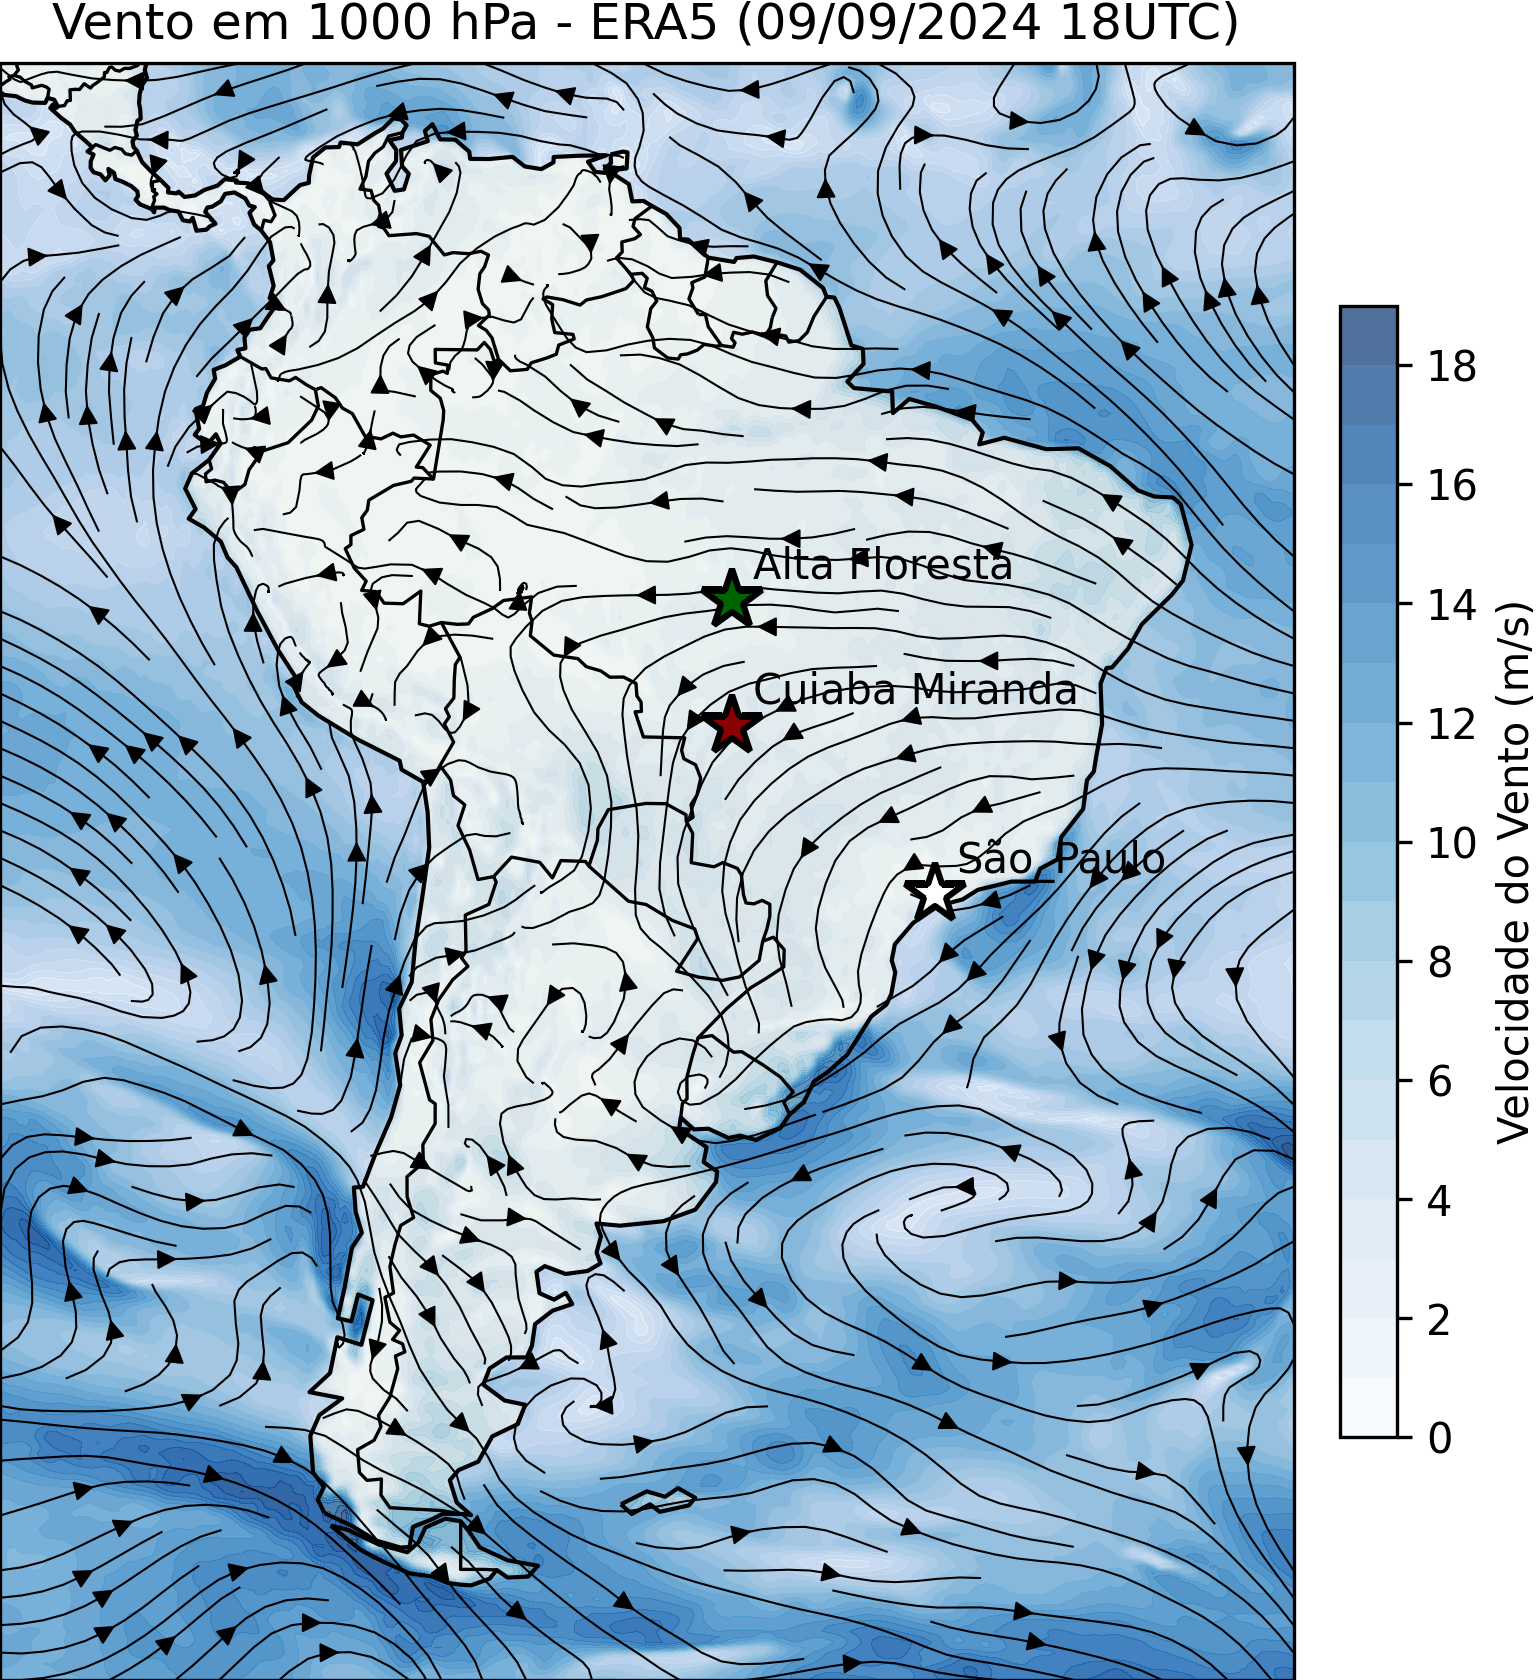 Vento em 1000 hPa - ERA5 (09/09/2024 18UTC)
Alta Floresta
Cuiaba Miranda
São Paulo
18
16
14
12
10
8
6
4
2
0
Velocidade do Vento (m/s)